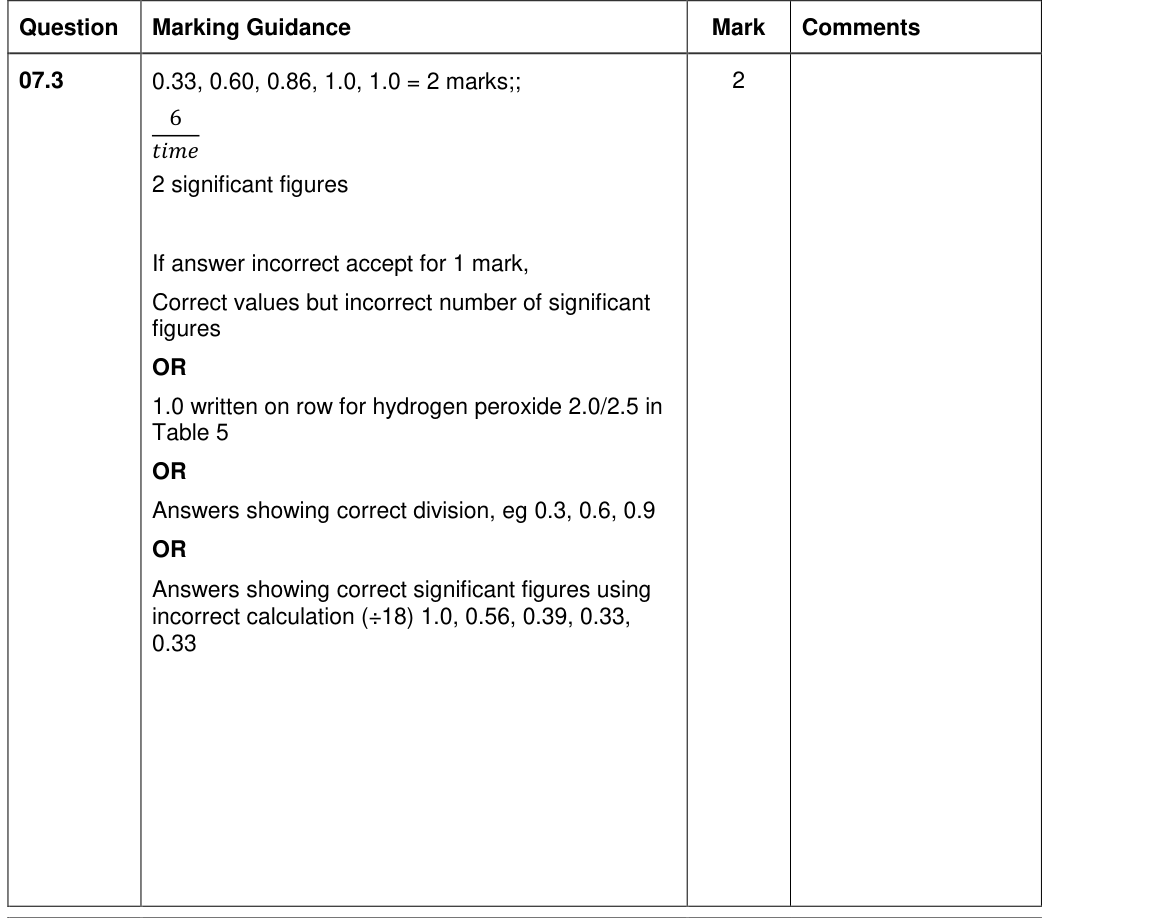 Question Marking Guidance Mark Comments
07.3 0.33, 0.60, 0.86, 1.0, 1.0 = 2 marks;; 2
6
time
2 significant figures
If answer incorrect accept for 1 mark,
Correct values but incorrect number of significant
figures
OR
1.0 written on row for hydrogen peroxide 2.0/2.5 in
Table 5
OR
Answers showing correct division, eg 0.3, 0.6, 0.9
OR
Answers showing correct significant figures using
incorrect calculation (÷18) 1.0, 0.56, 0.39, 0.33,
0.33